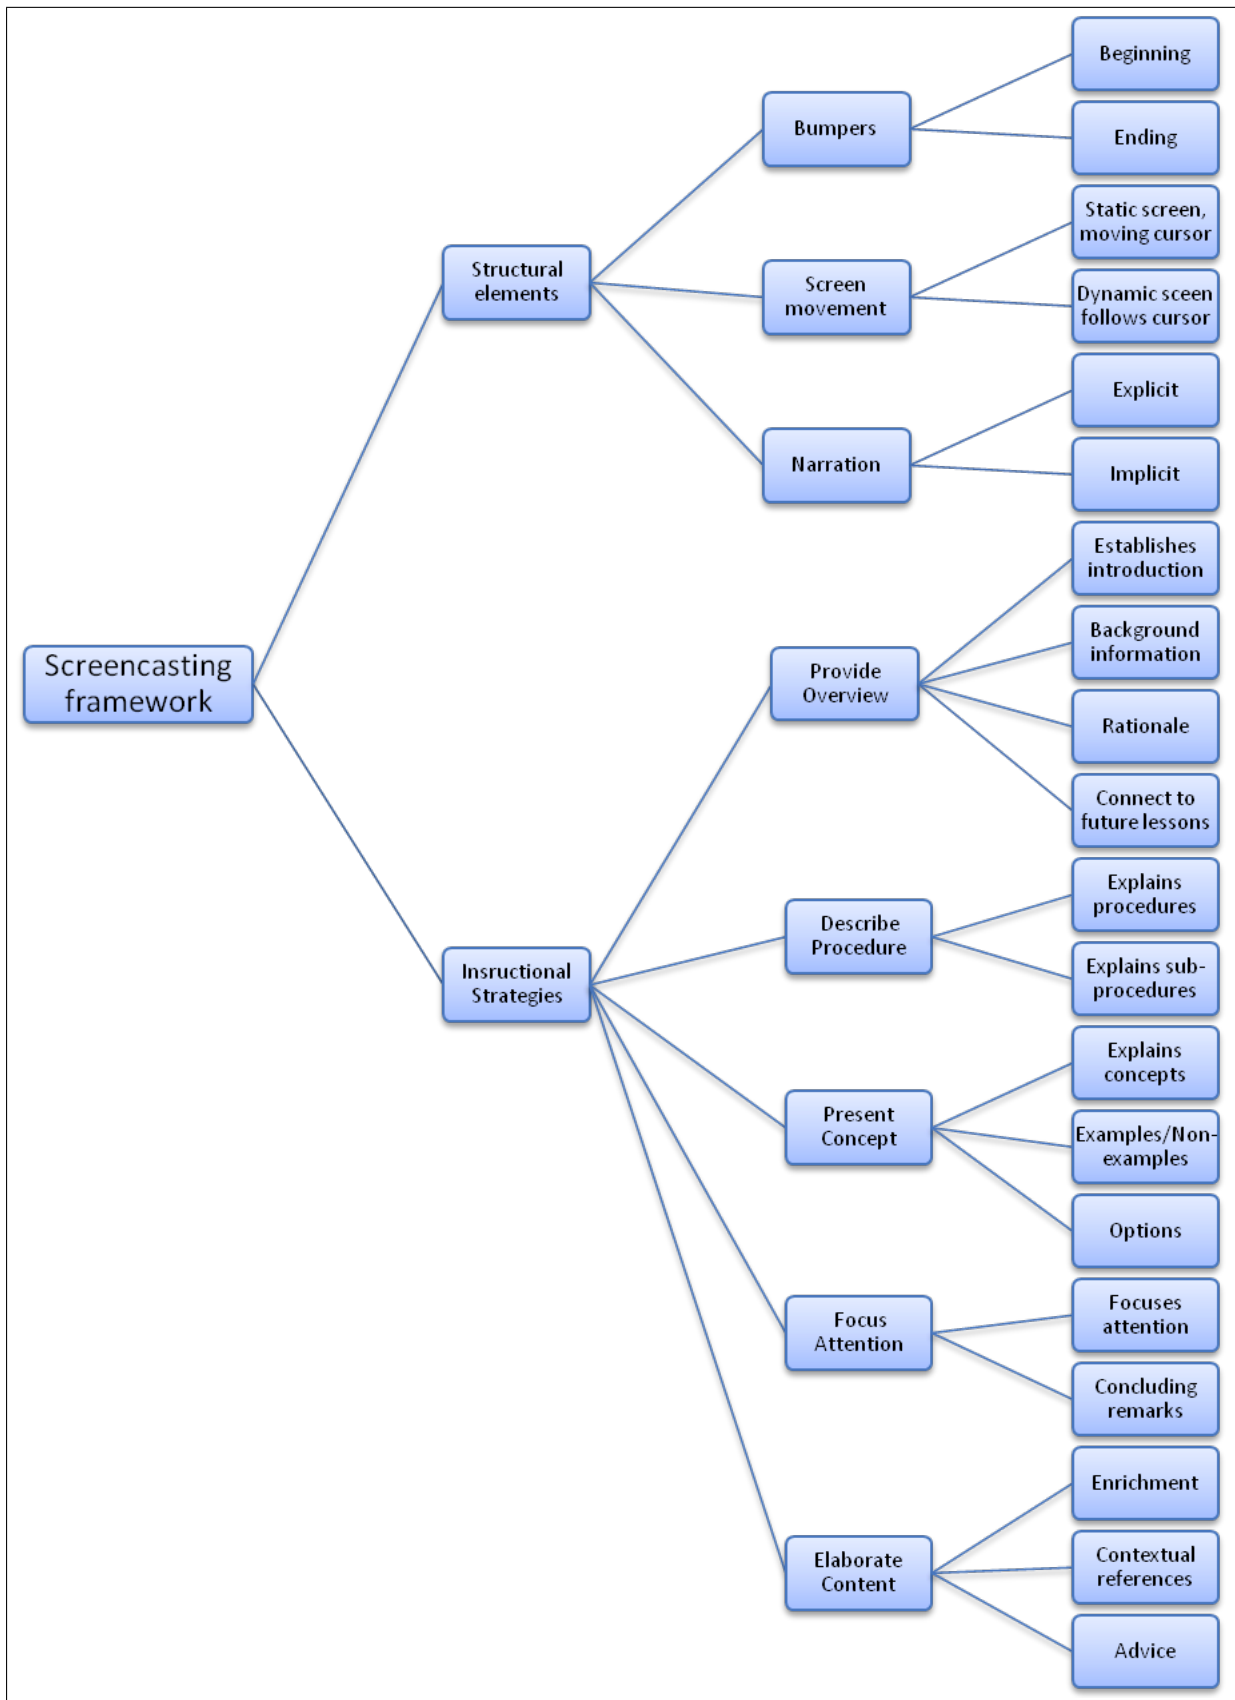 Screencasting
framework
Structural
elements
Bumpers
Beginning
Ending
Screen
movement
Static screen,
moving cursor
Dynamic sceen
follows cursor
Narration
Explicit
Implicit
Insructional
Strategies
Provide
Overview
Establishes
introduction
Background
information
Rationale
Connect to
future lessons
Describe
Procedure
Explains
procedures
Explains sub-
procedures
Present
Concept
Explains
concepts
Examples/Non-
examples
Options
Focus
Attention
Focuses
attention
Concluding
remarks
Elaborate
Content
Enrichment
Contextual
references
Advice